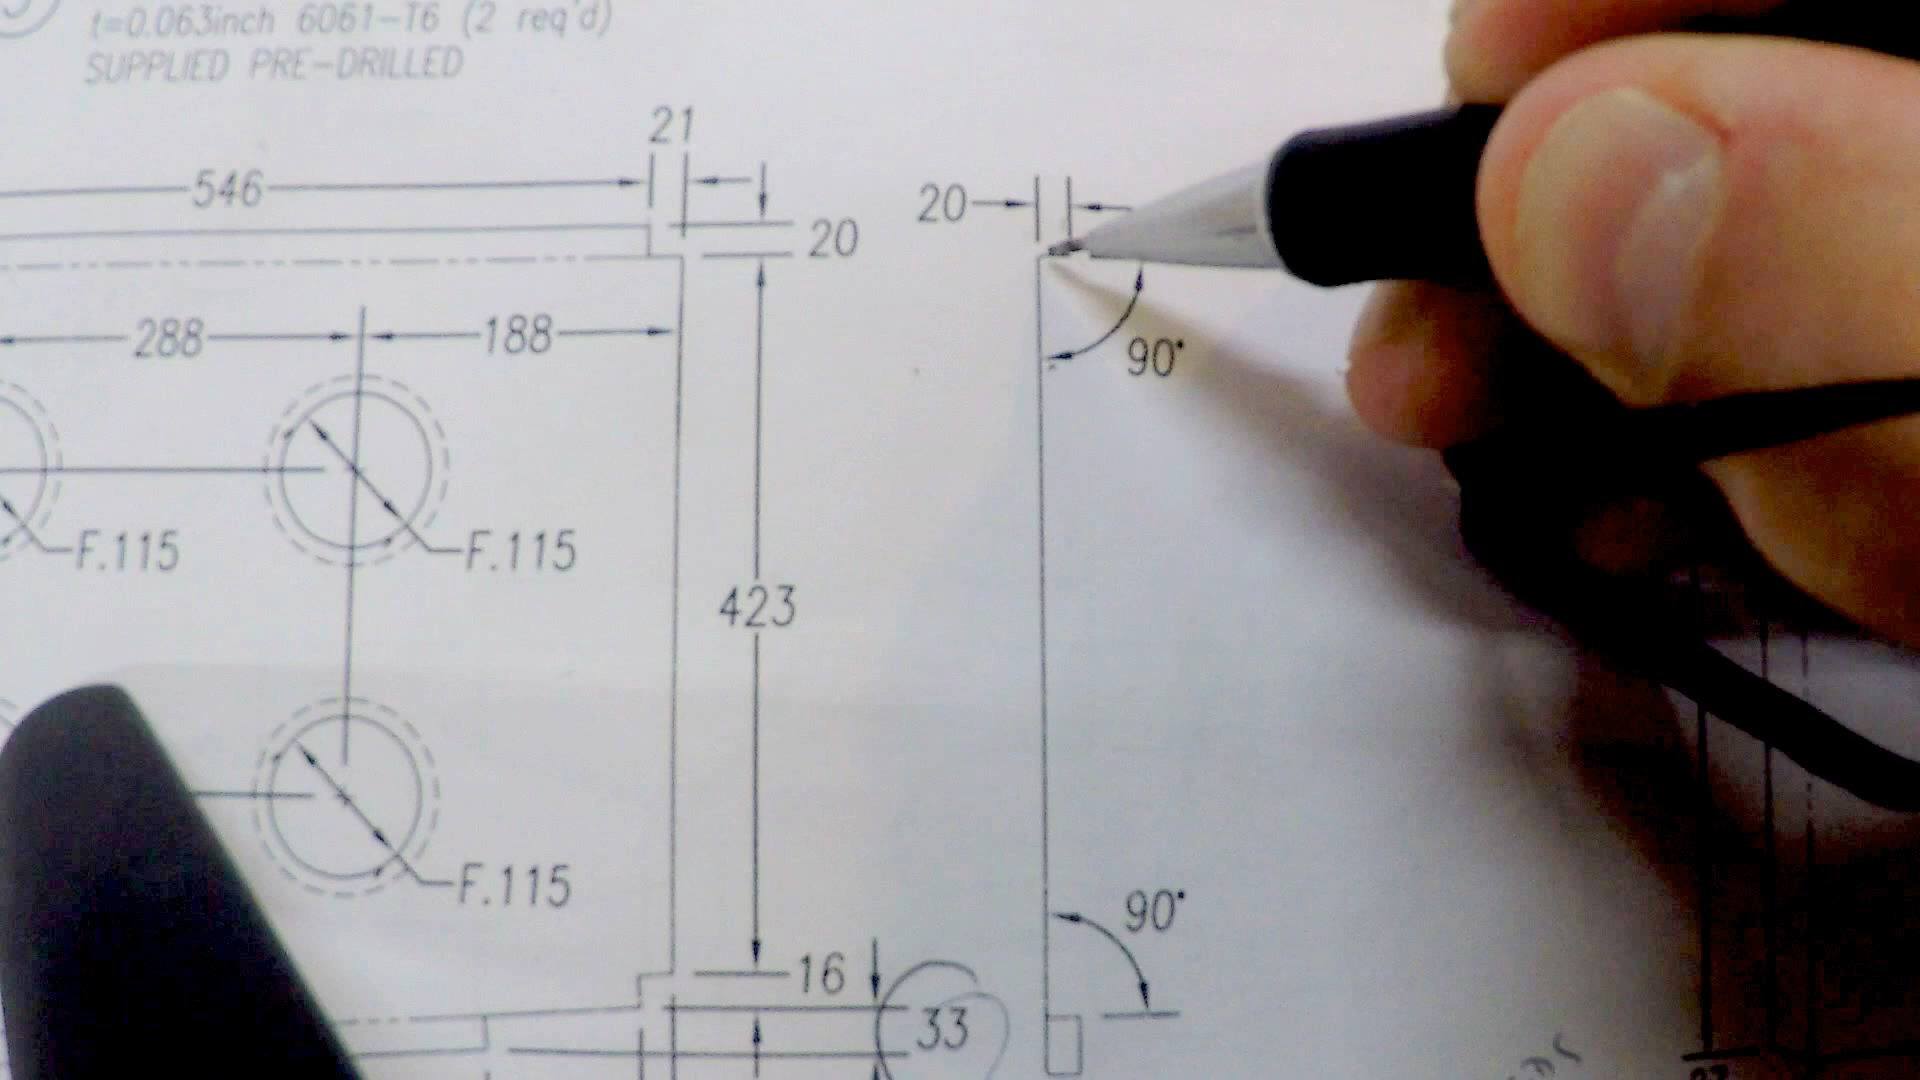 t=0.063inch 6061-T6 (2 req'd)
SUPPLIED PRE-DRILLED
21
546
20
20
288
188
90°
F.115
F.115
423
F.115
90°
16
33